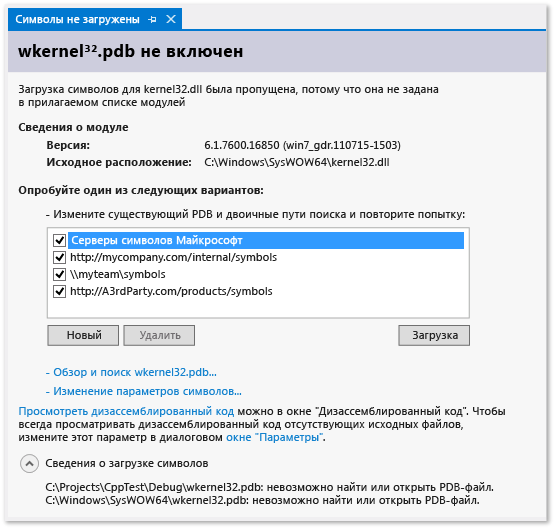 Символы не загружены
wkernel³².pdb не включен
Загрузка символов для kernel32.dll была пропущена, потому что она не задана
в прилагаемом списке модулей
Сведения о модуле
Версия: 6.1.7600.16850 (win7_gdr.110715-1503)
Исходное расположение: C:\Windows\SysWOW64\kernel32.dll
Опробуйте один из следующих вариантов:
- Измените существующий PDB и двоичные пути поиска и повторите попытку:
Серверы символов Майкрософт
http://mycompany.com/internal/symbols
\\myteam\symbols
http://A3rdParty.com/products/symbols
Новый Удалить Загрузка
- Обзор и поиск wkernel32.pdb...
- Изменение параметров символов...
Просмотреть дизассемблированный код можно в окне "Дизассемблированный код". Чтобы
всегда просматривать дизассемблированный код отсутствующих исходных файлов,
измените этот параметр в диалоговом окне "Параметры".
Сведения о загрузке символов
C:\Projects\CppTest\Debug\wkernel32.pdb: невозможно найти или открыть PDB-файл.
C:\Windows\SysWOW64\wkernel32.pdb: невозможно найти или открыть PDB-файл.